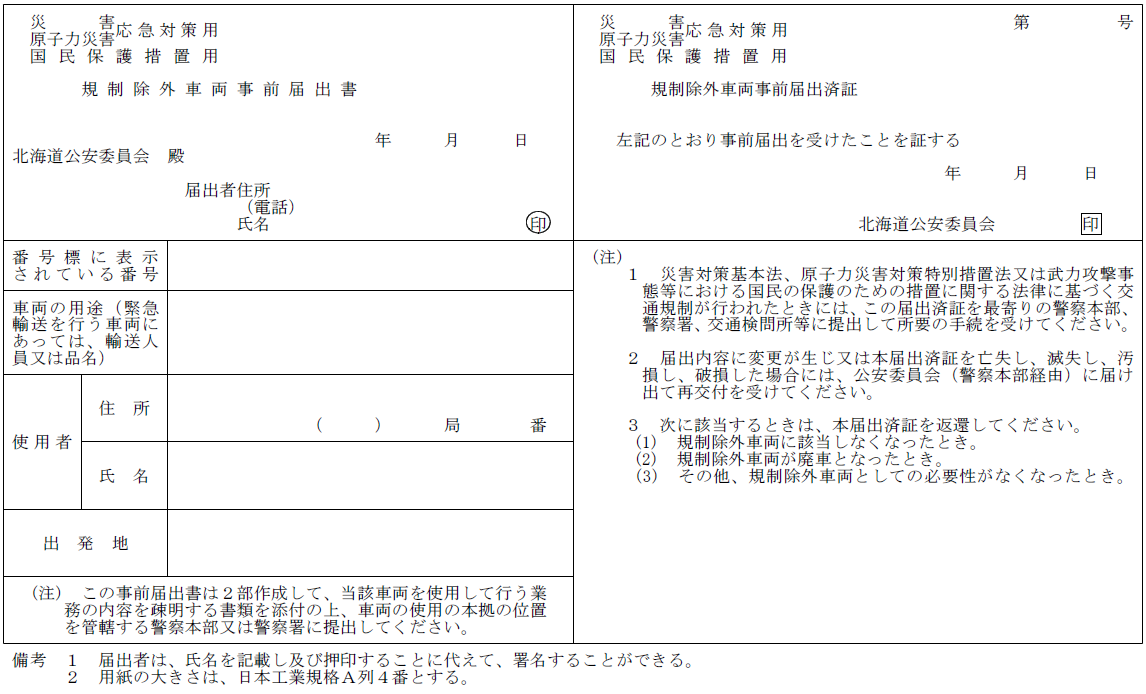 災害
原子力災害応急対策用
国民保護措置用
規制除外車両事前届出書
年　月　日
北海道公安委員会　殿
届出者住所
（電話）
氏名　印
番号標に表示
されている番号
車両の用途（緊急
輸送を行う車両に
あっては、輸送人
員又は品名）
使用者
住所
（　）　局　番
氏名
出発地
（注）　この事前届出書は２部作成して、当該車両を使用して行う業
務の内容を疎明する書類を添付の上、車両の使用の本拠の位置
を管轄する警察本部又は警察署に提出してください。
災害　第　号
原子力災害応急対策用
国民保護措置用
規制除外車両事前届出済証
左記のとおり事前届出を受けたことを証する
年　月　日
北海道公安委員会　印
（注）
１　災害対策基本法、原子力災害対策特別措置法又は武力攻撃事
態等における国民の保護のための措置に関する法律に基づく交
通規制が行われたときには、この届出済証を最寄りの警察本部、
警察署、交通検問所等に提出して所要の手続を受けてください。
２　届出内容に変更が生じ又は本届出済証を亡失し、滅失し、汚
損し、破損した場合には、公安委員会（警察本部経由）に届け
出て再交付を受けてください。
３　次に該当するときは、本届出済証を返還してください。
(1)　規制除外車両に該当しなくなったとき。
(2)　規制除外車両が廃車となったとき。
(3)　その他、規制除外車両としての必要性がなくなったとき。
備考　１　届出者は、氏名を記載し及び押印することに代えて、署名することができる。
２　用紙の大きさは、日本工業規格Ａ列４番とする。